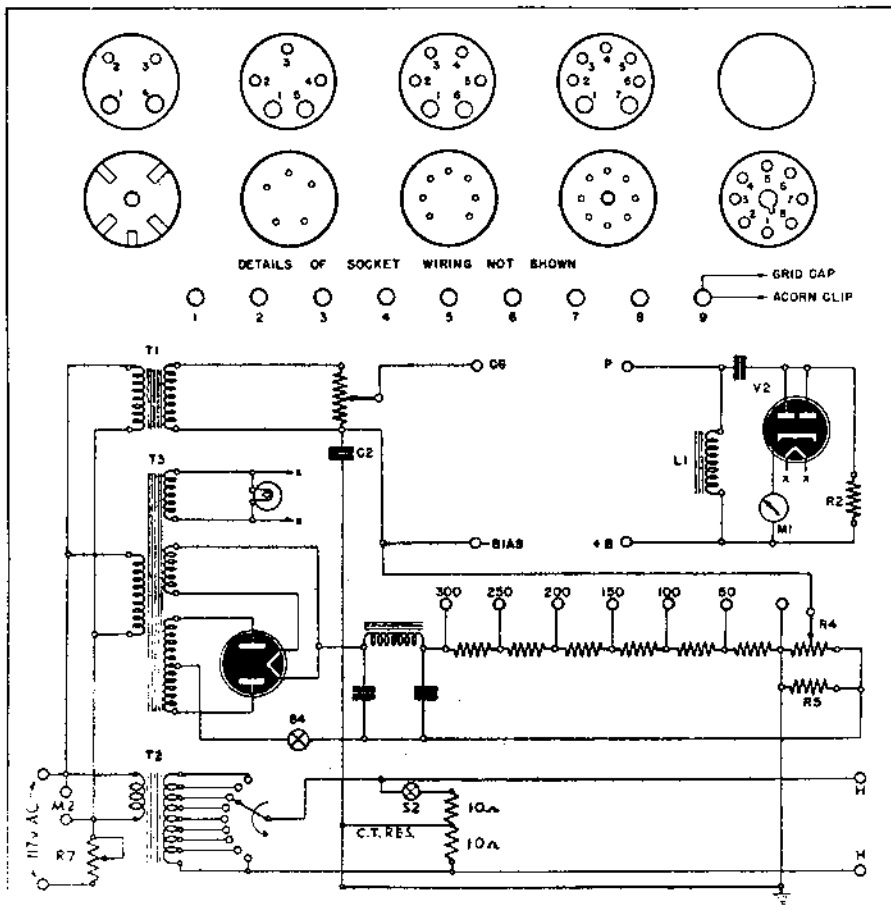 2 3
1 4
3
2 4
1 5
3 4
2 5
1 6
4
3 5
2 6
1 7
5
4 6
3 7
2 8
1
DETAILS OF SOCKET WIRING NOT SHOWN
GRID CAP
ACORN CLIP
1 2 3 4 5 6 7 8 9
T1
CG
P
V2
C2
L1
T3
X
X
X X
R2
M1
BIAS
+B
300 250 200 150 100 50
R4
R5
S4
T2
M2
117V AC
R7
S2
C.T. RES.
10Ω
10Ω
H
H